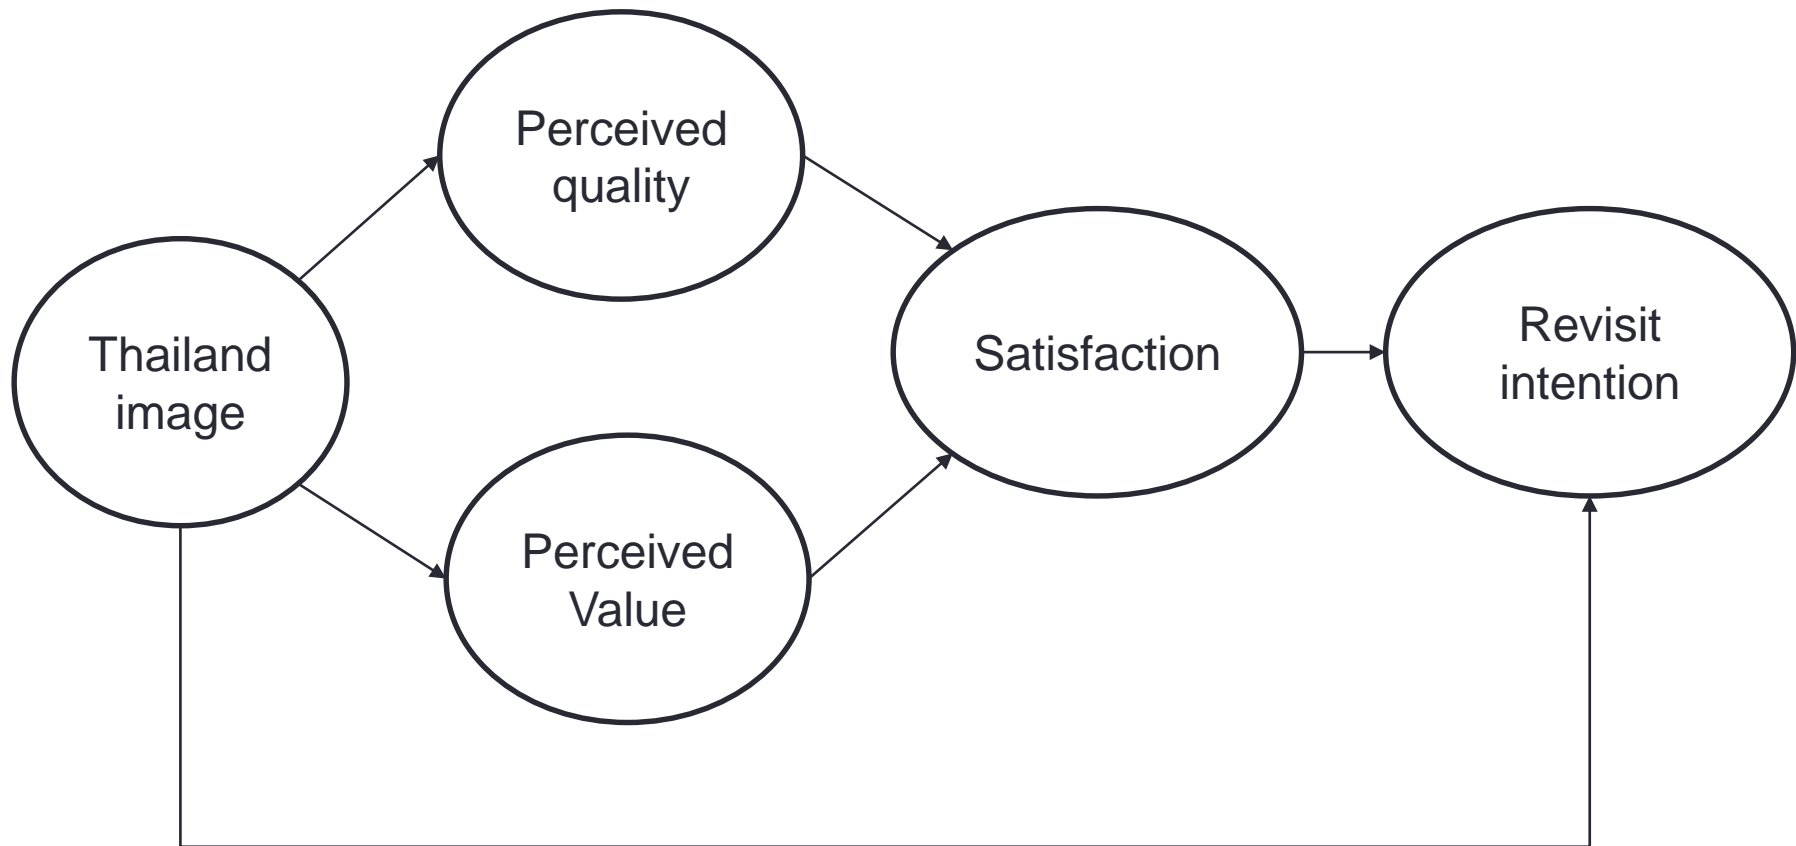 Perceived
quality
Thailand
image
Satisfaction
Revisit
intention
Perceived
Value